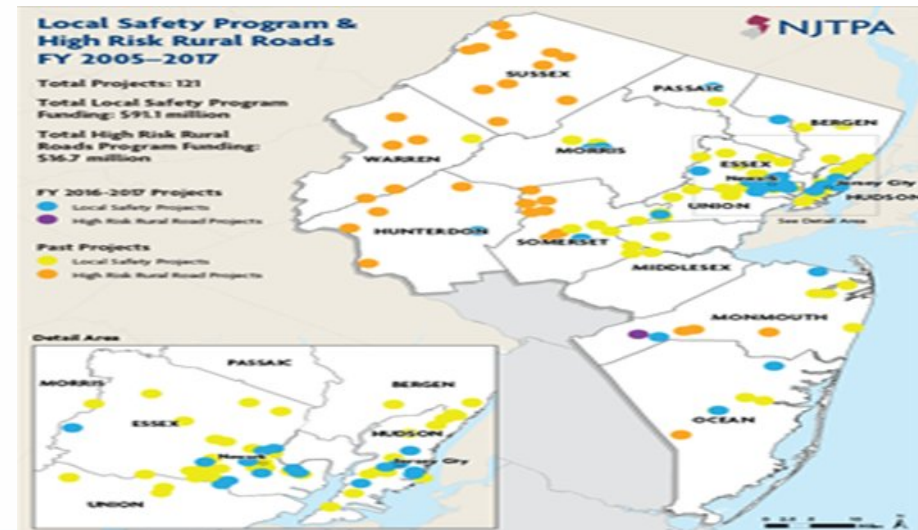 Local Safety Program &
High Risk Rural Roads
FY 2005–2017
NJTPA
Total Projects: 121
Total Local Safety Program
Funding: $91.1 million
Total High Risk Rural
Roads Program Funding:
$16.7 million
FY 2016-2017 Projects
Local Safety Projects
High Risk Rural Road Projects
Past Projects
Local Safety Projects
High Risk Rural Road Projects
SUSSEX
PASSAIC
BERGEN
WARREN
MORRIS
ESSEX
Newark
Jersey City
HUDSON
UNION
See Detail Area
HUNTERDON
SOMERSET
MIDDLESEX
MONMOUTH
OCEAN
Detail Area
PASSAIC
MORRIS
BERGEN
ESSEX
HUDSON
Newark
Jersey City
UNION